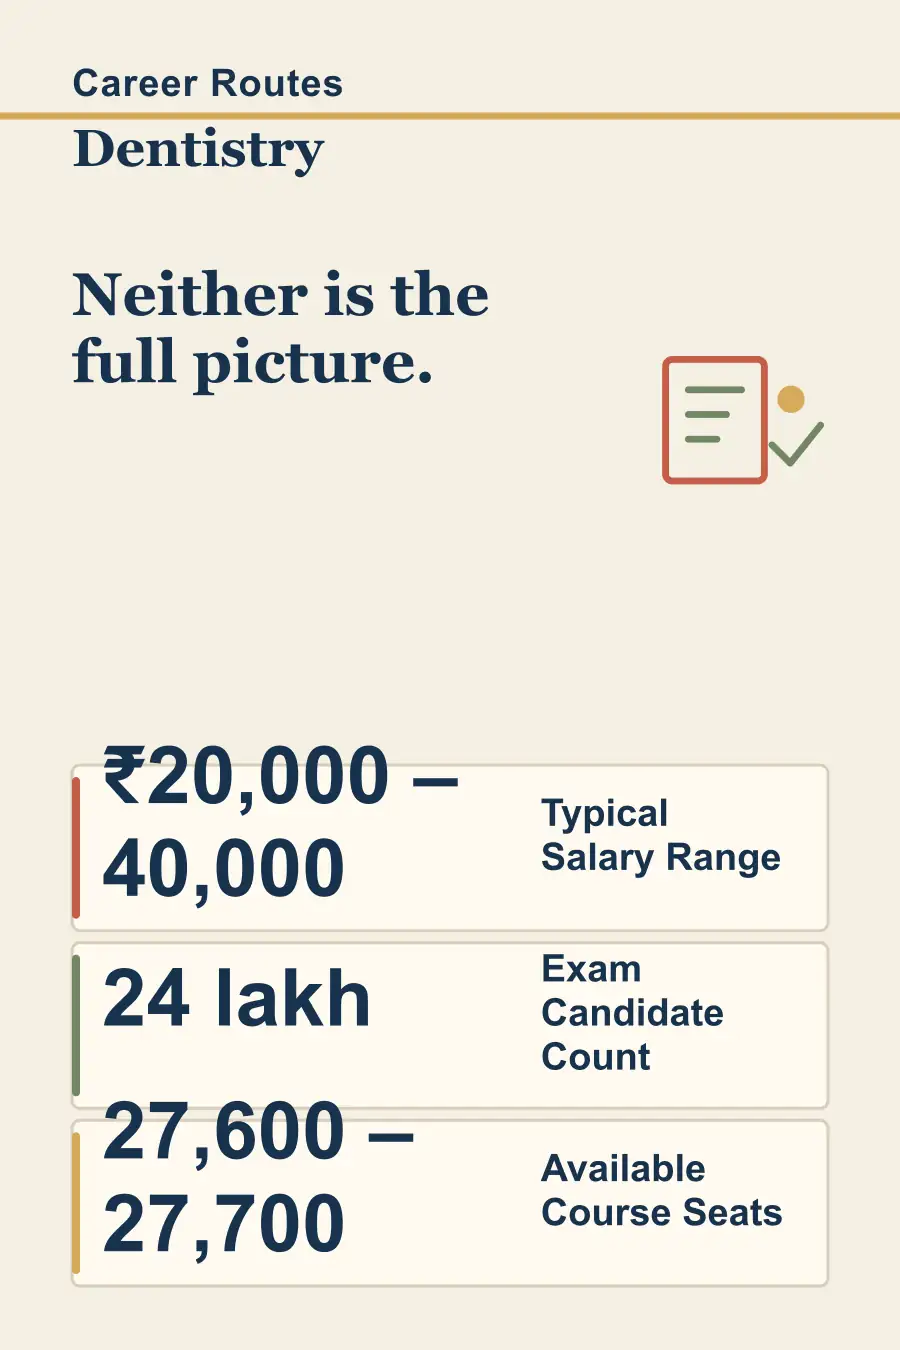 Career Routes
Dentistry
Neither is the
full picture.
₹20,000 –
40,000
Typical
Salary Range
24 lakh
Exam
Candidate
Count
27,600 –
27,700
Available
Course Seats